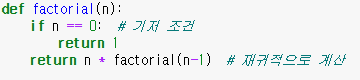 def factorial(n):
    if n == 0:  # 기저 조건
        return 1
    return n * factorial(n-1)  # 재귀적으로 계산